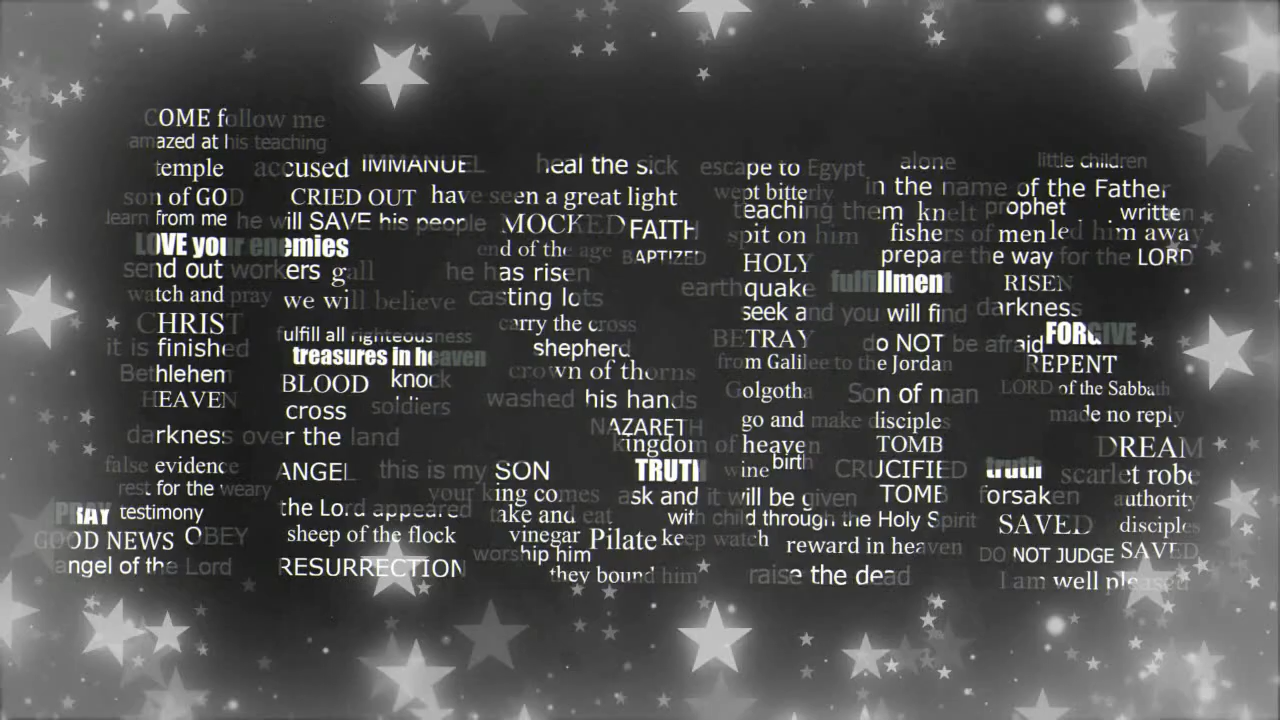 COME follow me
amazed at his teaching
temple accused IMMANUEL heal the sick escape to Egypt alone little children
son of GOD CRIED OUT have seen a great light wept bitterly in the name of the Father
learn from me he will SAVE his people MOCKED FAITH teaching them knelt prophet written
LOVE your enemies end of the age BAPTIZED spit on him fishers of men led him away
send out workers gall he has risen HOLY prepare the way for the LORD
watch and pray we will believe casting lots earthquake fulfillment RISEN
CHRIST fulfill all righteousness carry the cross seek and you will find darkness
it is finished treasures in heaven shepherd BETRAY do NOT be afraid FORGIVE
Bethlehem BLOOD knock crown of thorns from Galilee to the Jordan REPENT
HEAVEN cross soldiers washed his hands Golgotha Son of man LORD of the Sabbath
darkness over the land NAZARETH go and make disciples made no reply
kingdom of heaven TOMB DREAM
false evidence ANGEL this is my SON TRUTH wine birth CRUCIFIED truth scarlet robe
rest for the weary your king comes ask and it will be given TOMB forsaken authority
PRAY testimony the Lord appeared take and eat with child through the Holy Spirit SAVED disciples
GOOD NEWS OBEY sheep of the flock vinegar Pilate keep watch reward in heaven DO NOT JUDGE SAVED
angel of the Lord RESURRECTION worship him they bound him raise the dead I am well pleased